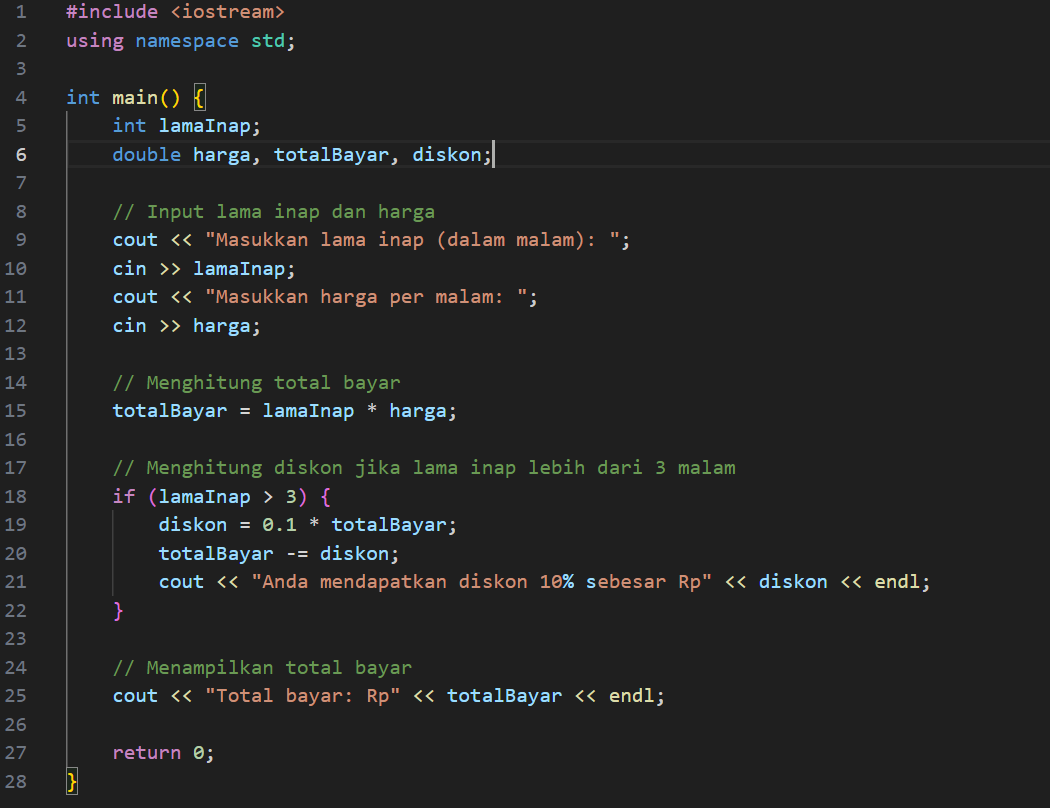 1 #include <iostream>
2 using namespace std;
3
4 int main() {
5     int lamaInap;
6     double harga, totalBayar, diskon;
7
8     // Input lama inap dan harga
9     cout << "Masukkan lama inap (dalam malam): ";
10     cin >> lamaInap;
11     cout << "Masukkan harga per malam: ";
12     cin >> harga;
13
14     // Menghitung total bayar
15     totalBayar = lamaInap * harga;
16
17     // Menghitung diskon jika lama inap lebih dari 3 malam
18     if (lamaInap > 3) {
19         diskon = 0.1 * totalBayar;
20         totalBayar -= diskon;
21         cout << "Anda mendapatkan diskon 10% sebesar Rp" << diskon << endl;
22     }
23
24     // Menampilkan total bayar
25     cout << "Total bayar: Rp" << totalBayar << endl;
26
27     return 0;
28 }